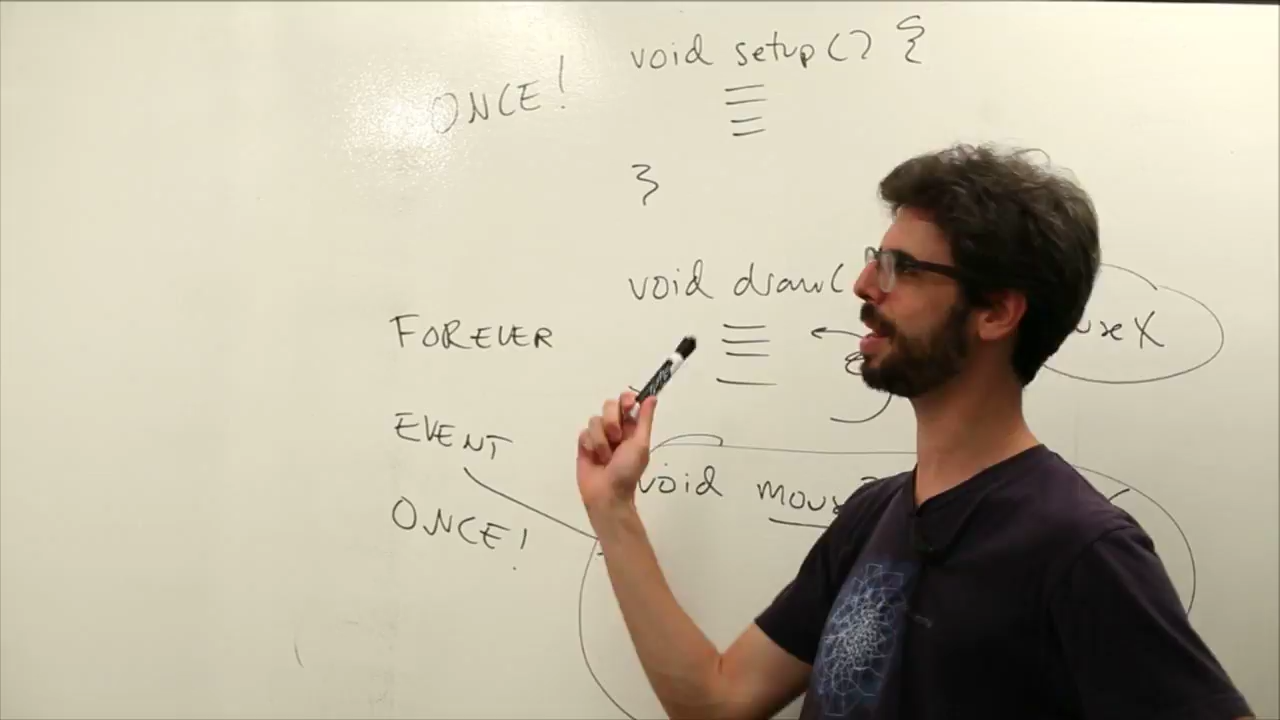 void setup() {
ONCE!
}
void draw(
FOREVER
EVENT
void
ONCE!